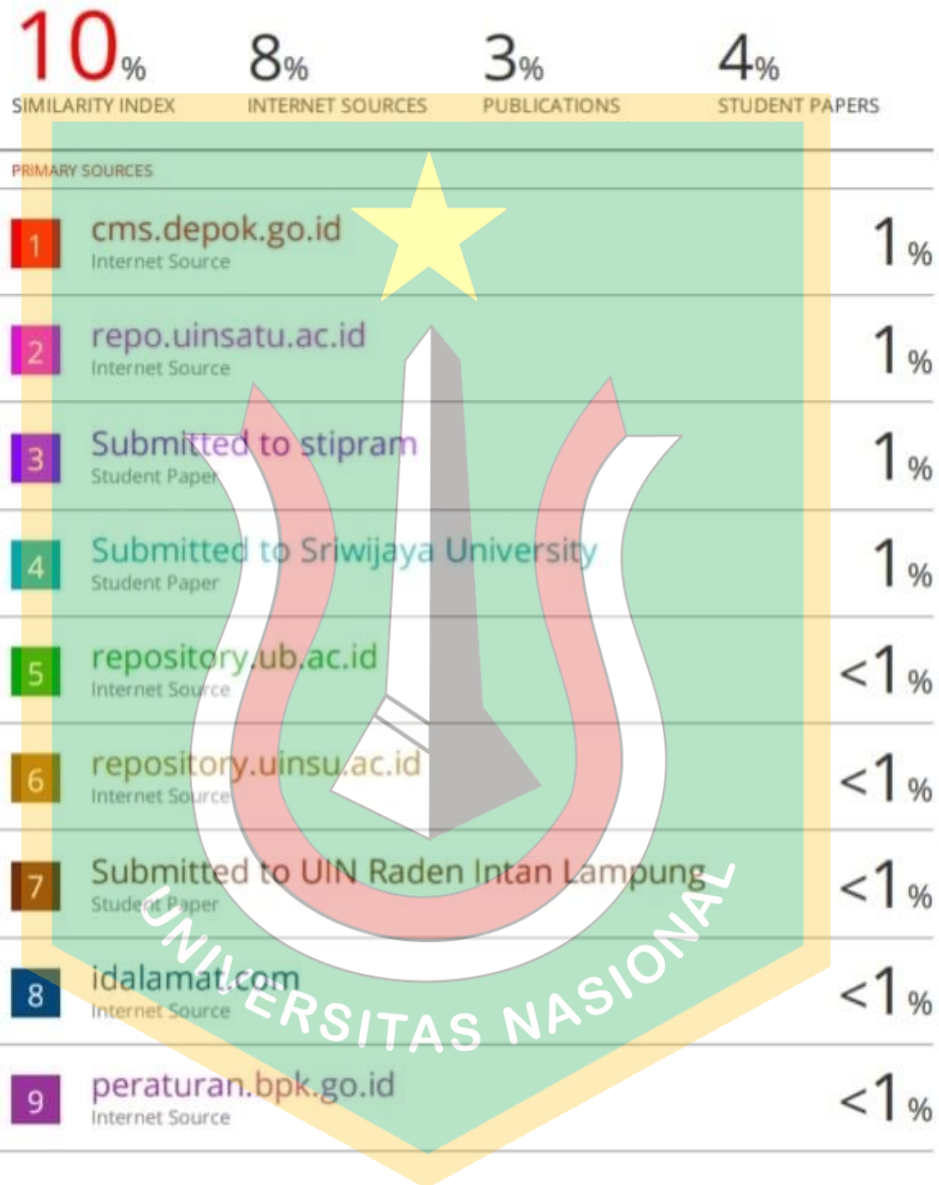 10% 8% 3% 4%
SIMILARITY INDEX INTERNET SOURCES PUBLICATIONS STUDENT PAPERS
PRIMARY SOURCES
1 cms.depok.go.id 1%
Internet Source
2 repo.uinsatu.ac.id 1%
Internet Source
3 Submitted to stipram 1%
Student Paper
4 Submitted to Sriwijaya University 1%
Student Paper
5 repository.ub.ac.id <1%
Internet Source
6 repository.uinsu.ac.id <1%
Internet Source
7 Submitted to UIN Raden Intan Lampung <1%
Student Paper
8 idalamat.com <1%
Internet Source
9 peraturan.bpk.go.id <1%
Internet Source
UNIVERSITAS NASIONAL